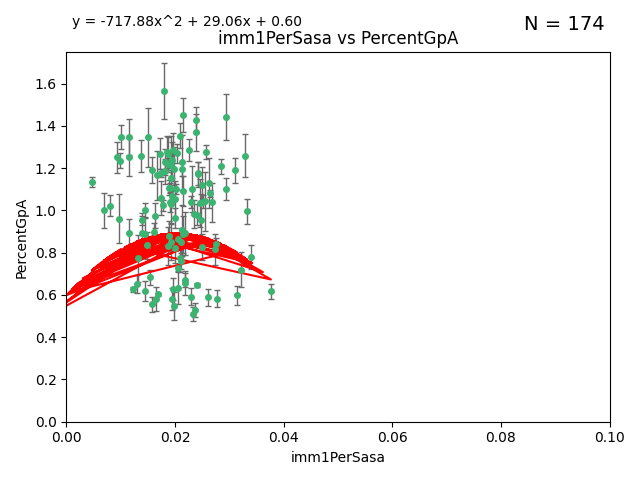 y = -717.88x^2 + 29.06x + 0.60
N = 174
imm1PerSasa vs PercentGpA
PercentGpA
1.6
1.4
1.2
1.0
0.8
0.6
0.4
0.2
0.0
0.00 0.02 0.04 0.06 0.08 0.10
imm1PerSasa